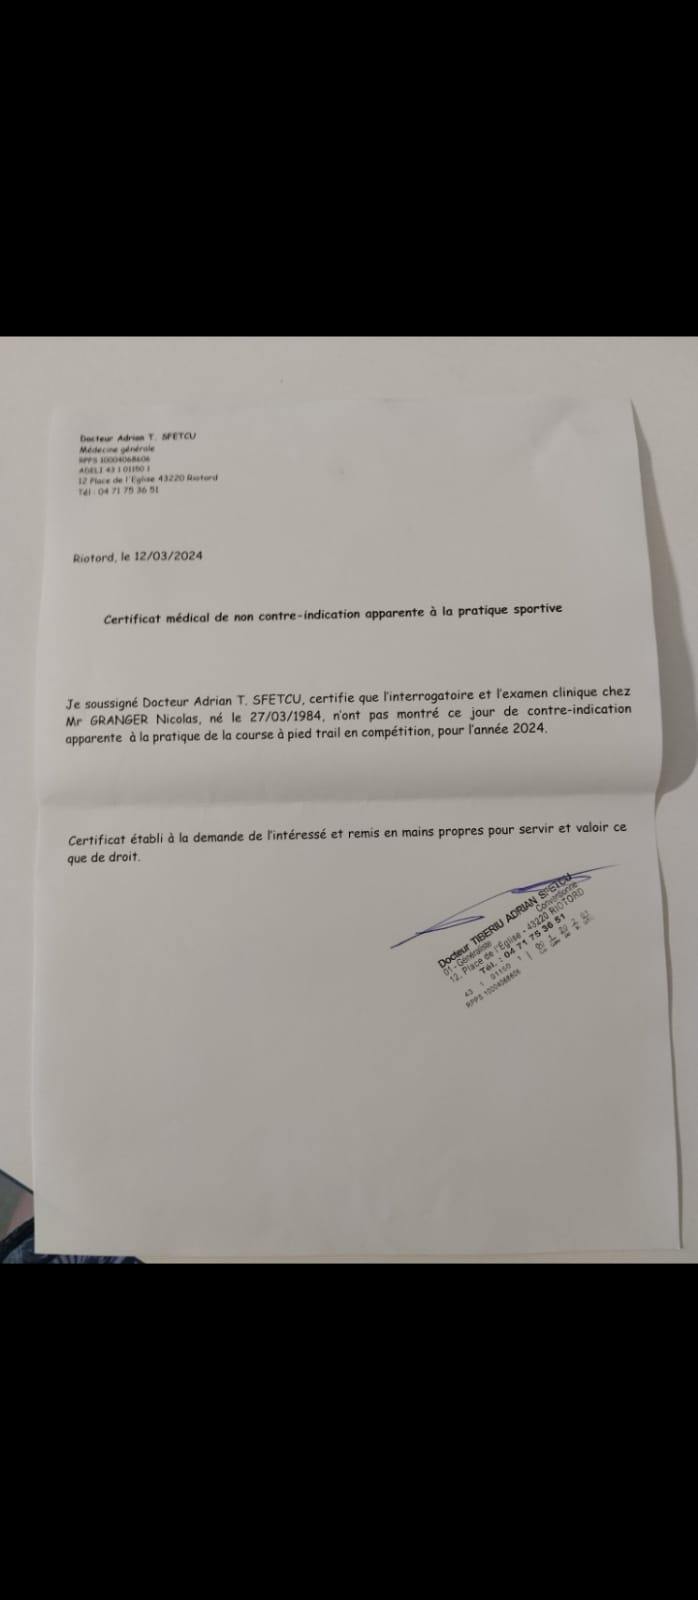 Docteur Adrian T. SFETCU
Médecine générale
RPPS 10004068606
ADELI 43 1 01150 1
12 Place de l'Eglise 43220 Riotord
Tél : 04 71 75 36 51
Riotord, le 12/03/2024
Certificat médical de non contre-indication apparente à la pratique sportive
Je soussigné Docteur Adrian T. SFETCU, certifie que l'interrogatoire et l'examen clinique chez
Mr GRANGER Nicolas, né le 27/03/1984, n'ont pas montré ce jour de contre-indication
apparente à la pratique de la course à pied trail en compétition, pour l'année 2024.
Certificat établi à la demande de l'intéressé et remis en mains propres pour servir et valoir ce
que de droit.
Docteur TIBERIU ADRIAN SFETCU
01 - Généraliste Conventionné
12, Place de l'Église - 43220 RIOTORD
Tél. : 04 71 75 36 51
43 1 01150 1
RPPS 10004068606